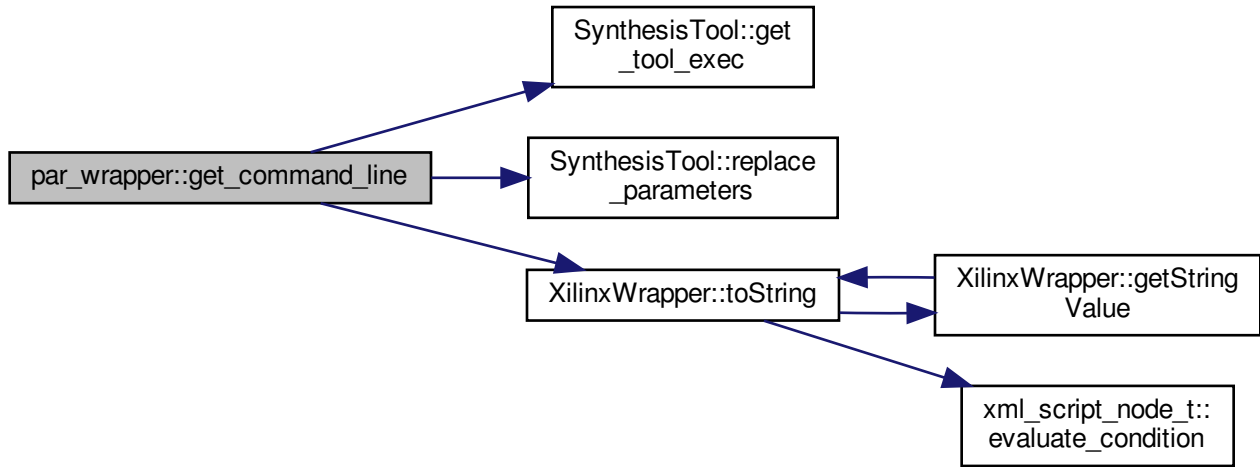 SynthesisTool::get
_tool_exec
par_wrapper::get_command_line
SynthesisTool::replace
_parameters
XilinxWrapper::toString
XilinxWrapper::getString
Value
xml_script_node_t::
evaluate_condition